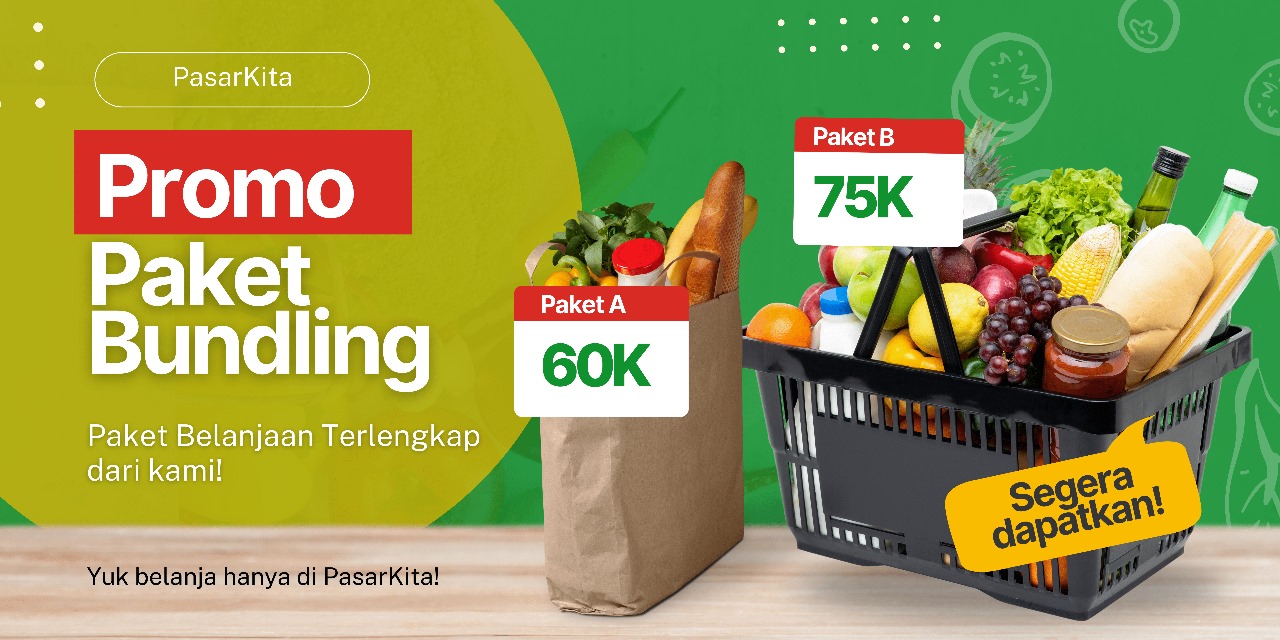 PasarKita
Promo
Paket
Bundling
Paket Belanjaan Terlengkap
dari kami!
Yuk belanja hanya di PasarKita!
Paket A
60K
Paket B
75K
Segera
dapatkan!